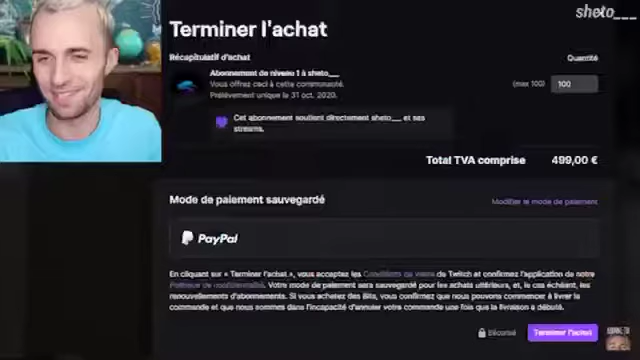 sheto___
Terminer l'achat
Récapitulatif d'achat
Quantité
Abonnement de niveau 1 à sheto___
Vous offrez ceci à cette communauté.
Prélèvement unique le 31 oct. 2020.
(max 100) 100
Cet abonnement soutient directement sheto___ et ses
streams.
Total TVA comprise 499,00 €
Mode de paiement sauvegardé
Modifier le mode de paiement
PayPal
En cliquant sur « Terminer l'achat », vous acceptez les Conditions de vente de Twitch et confirmez l'application de notre
Politique de confidentialité. Votre mode de paiement sera sauvegardé pour les achats ultérieurs, et, le cas échéant, les
renouvellements d'abonnements. Si vous achetez des Bits, vous confirmez que nous pouvons commencer à livrer la
commande et que nous sommes dans l'incapacité d'annuler votre commande une fois que la livraison a débuté.
Sécurisé
Terminer l'achat